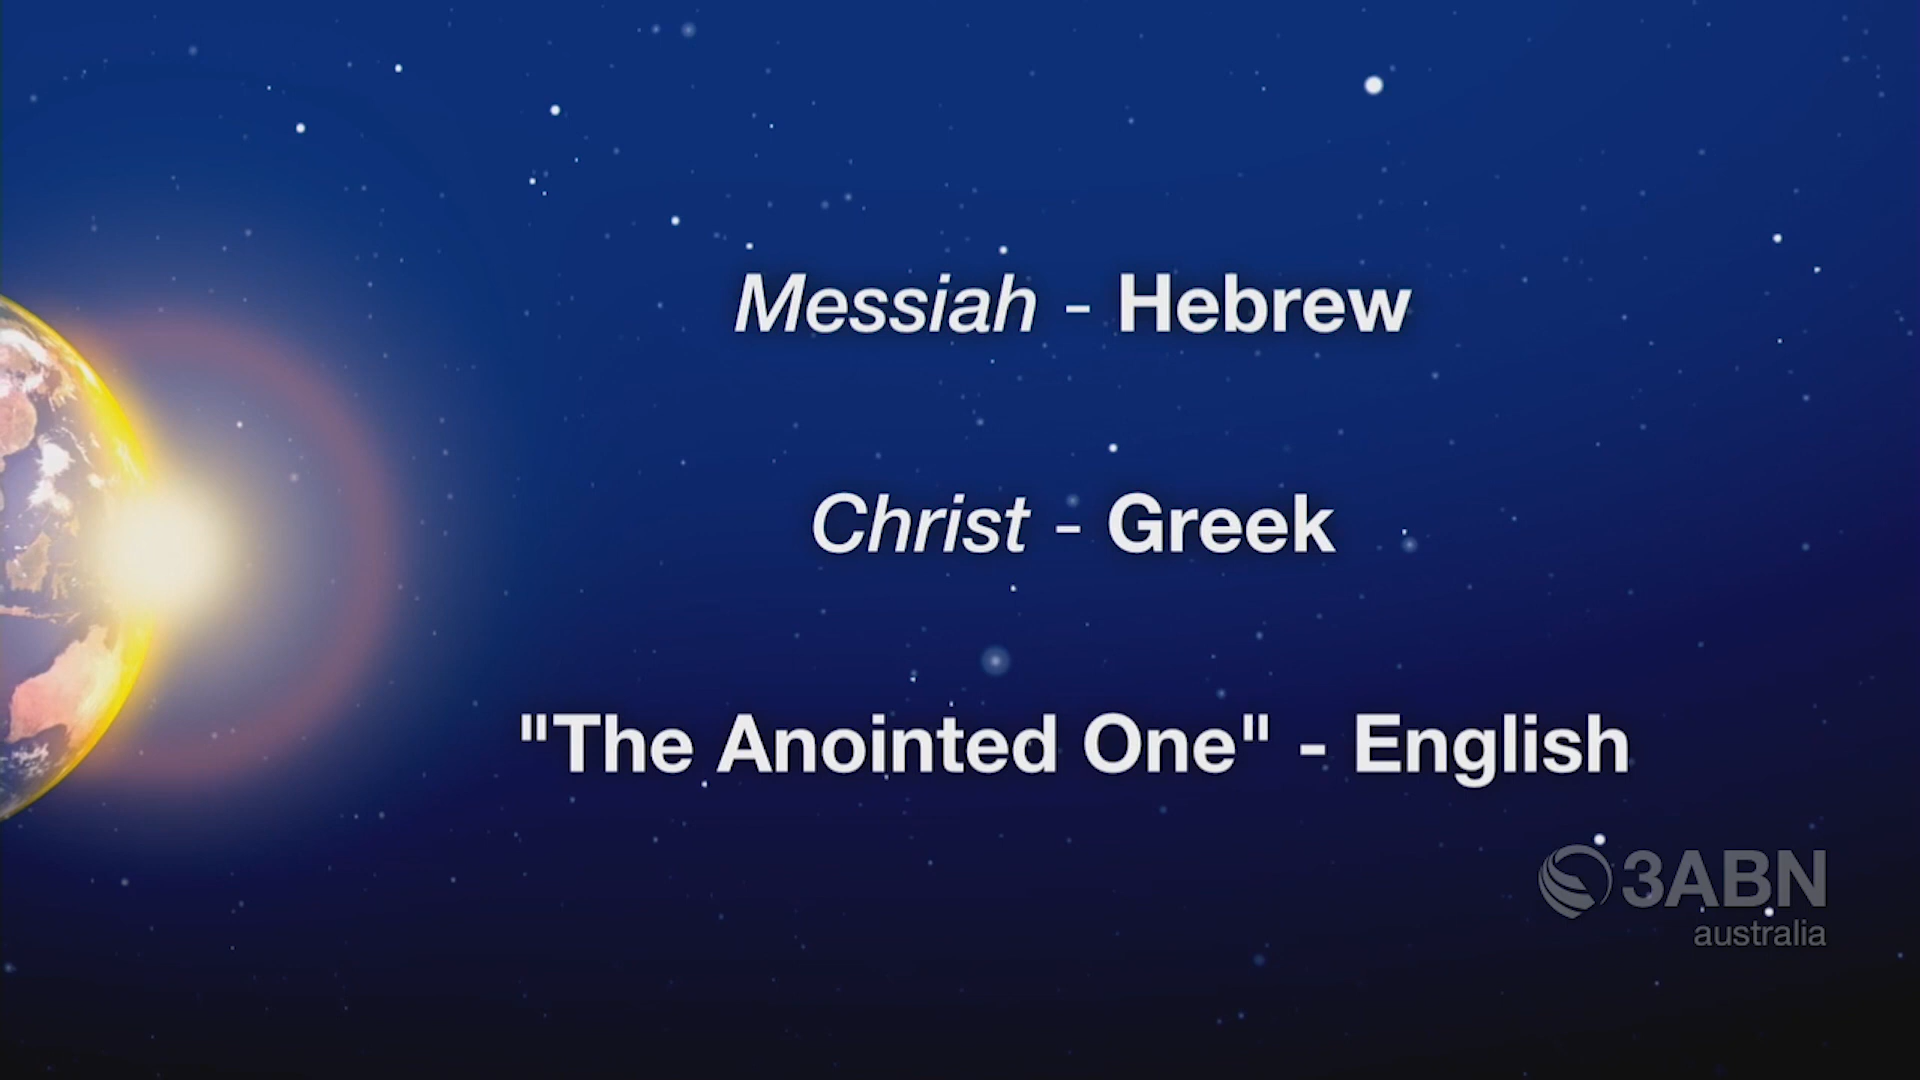 Messiah - Hebrew
Christ - Greek
"The Anointed One" - English
3ABN
australia